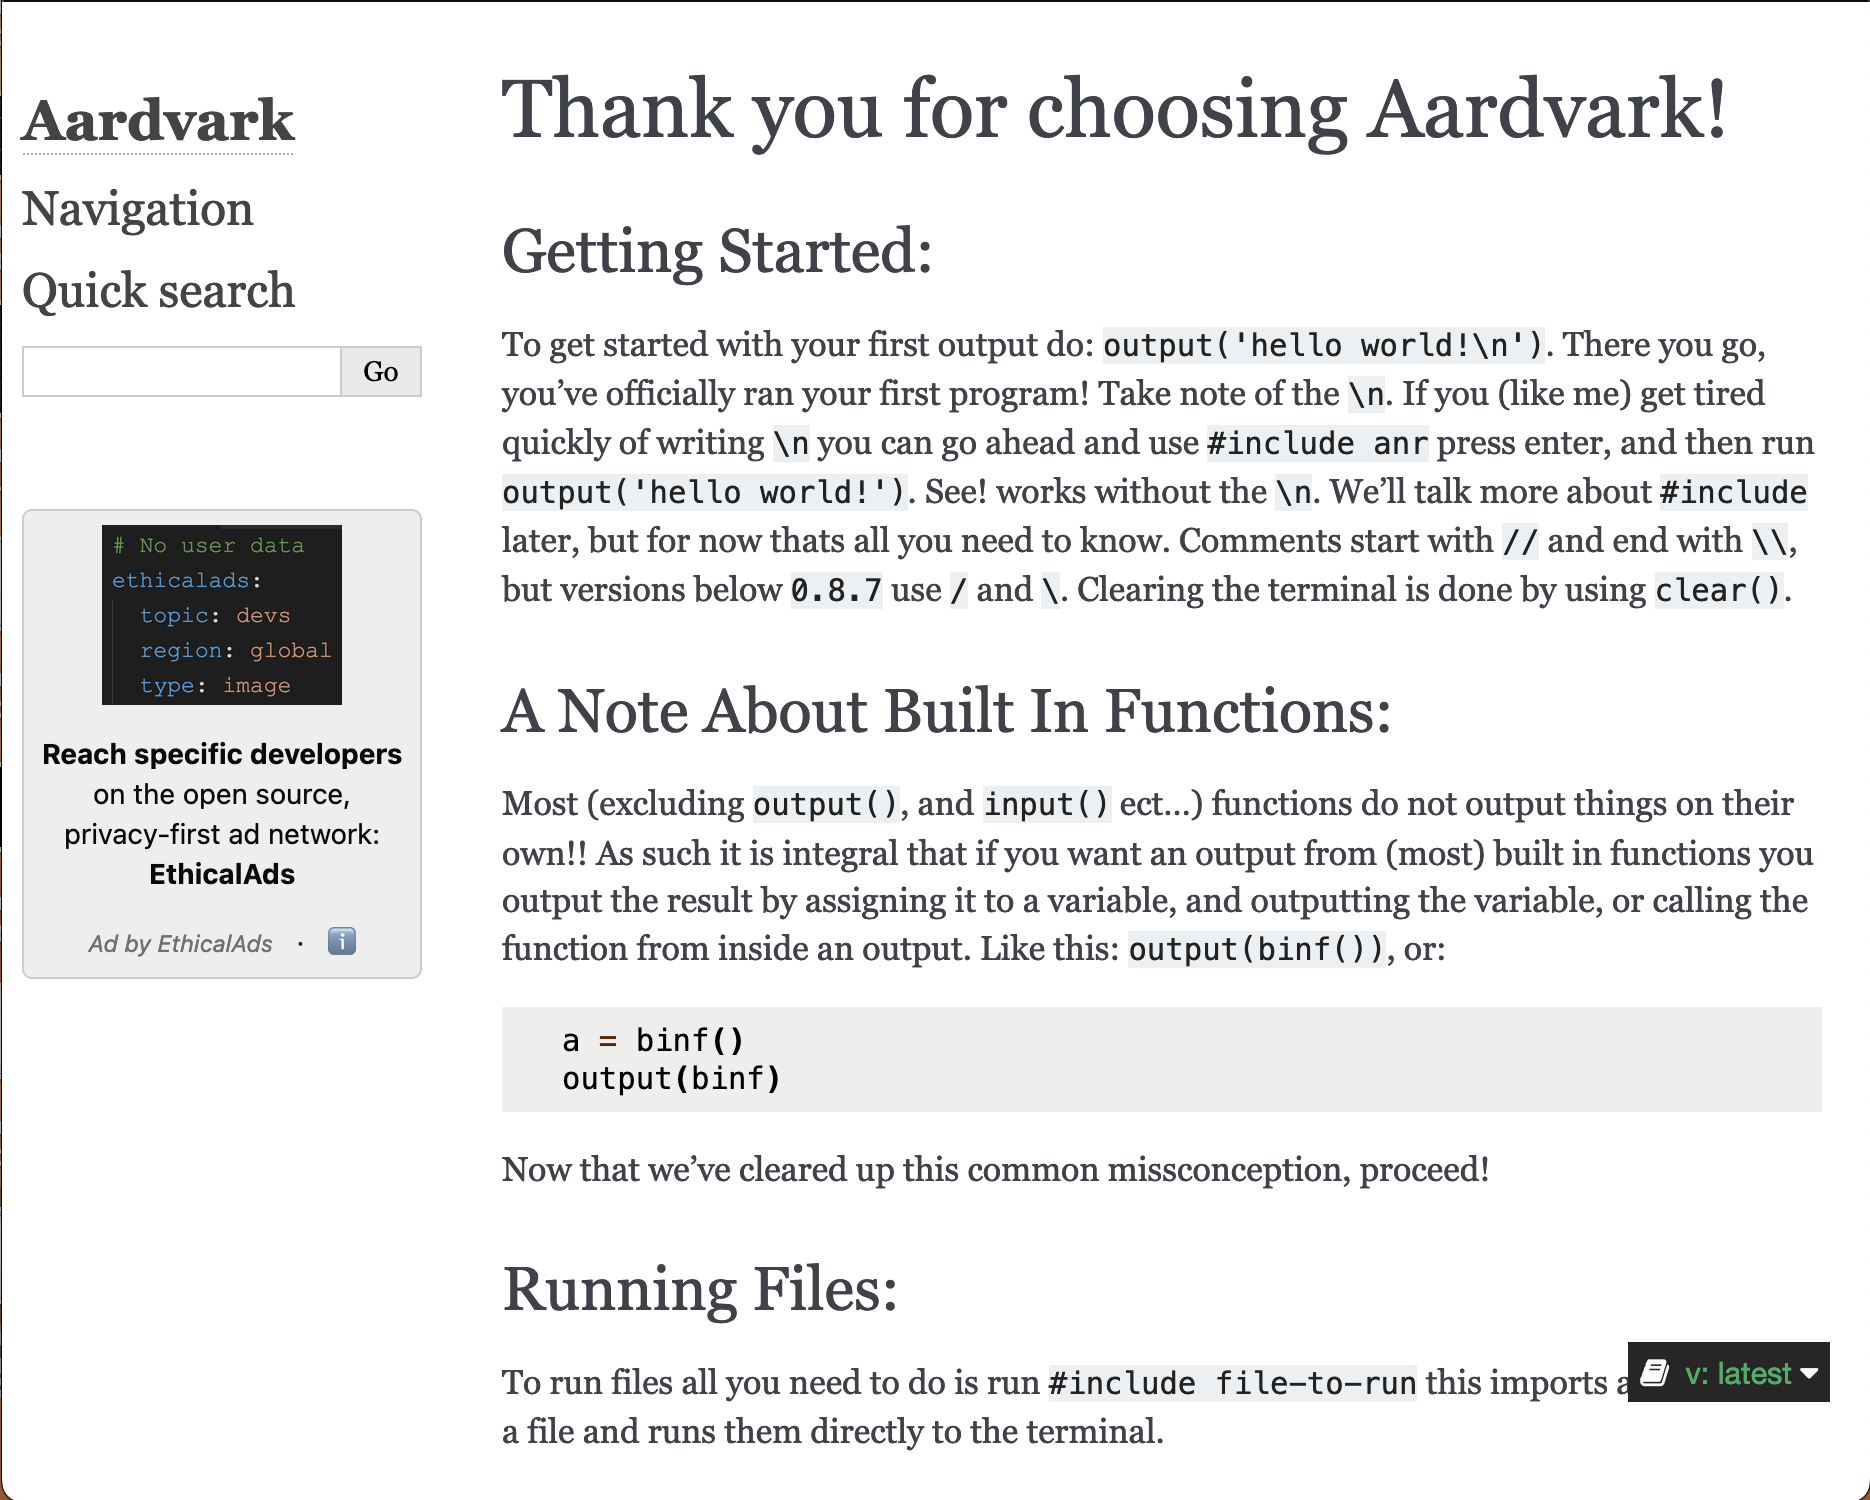 Aardvark
Navigation
Quick search
Go
# No user data
ethicalads:
topic: devs
region: global
type: image
Reach specific developers
on the open source,
privacy-first ad network:
EthicalAds
Ad by EthicalAds · i
Thank you for choosing Aardvark!
Getting Started:
To get started with your first output do: output('hello world!\n'). There you go,
you’ve officially ran your first program! Take note of the \n. If you (like me) get tired
quickly of writing \n you can go ahead and use #include anr press enter, and then run
output('hello world!'). See! works without the \n. We’ll talk more about #include
later, but for now thats all you need to know. Comments start with // and end with \\,
but versions below 0.8.7 use / and \. Clearing the terminal is done by using clear().
A Note About Built In Functions:
Most (excluding output(), and input() ect…) functions do not output things on their
own!! As such it is integral that if you want an output from (most) built in functions you
output the result by assigning it to a variable, and outputting the variable, or calling the
function from inside an output. Like this: output(binf()), or:
a = binf()
output(binf)
Now that we’ve cleared up this common missconception, proceed!
Running Files:
To run files all you need to do is run #include file-to-run this imports
a file and runs them directly to the terminal.
v: latest